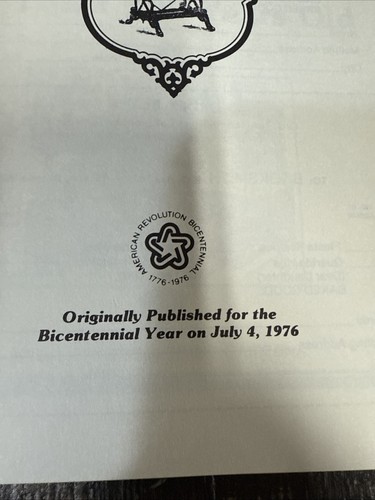 AMERICAN REVOLUTION BICENTENNIAL
1776-1976
Originally Published for the
Bicentennial Year on July 4, 1976